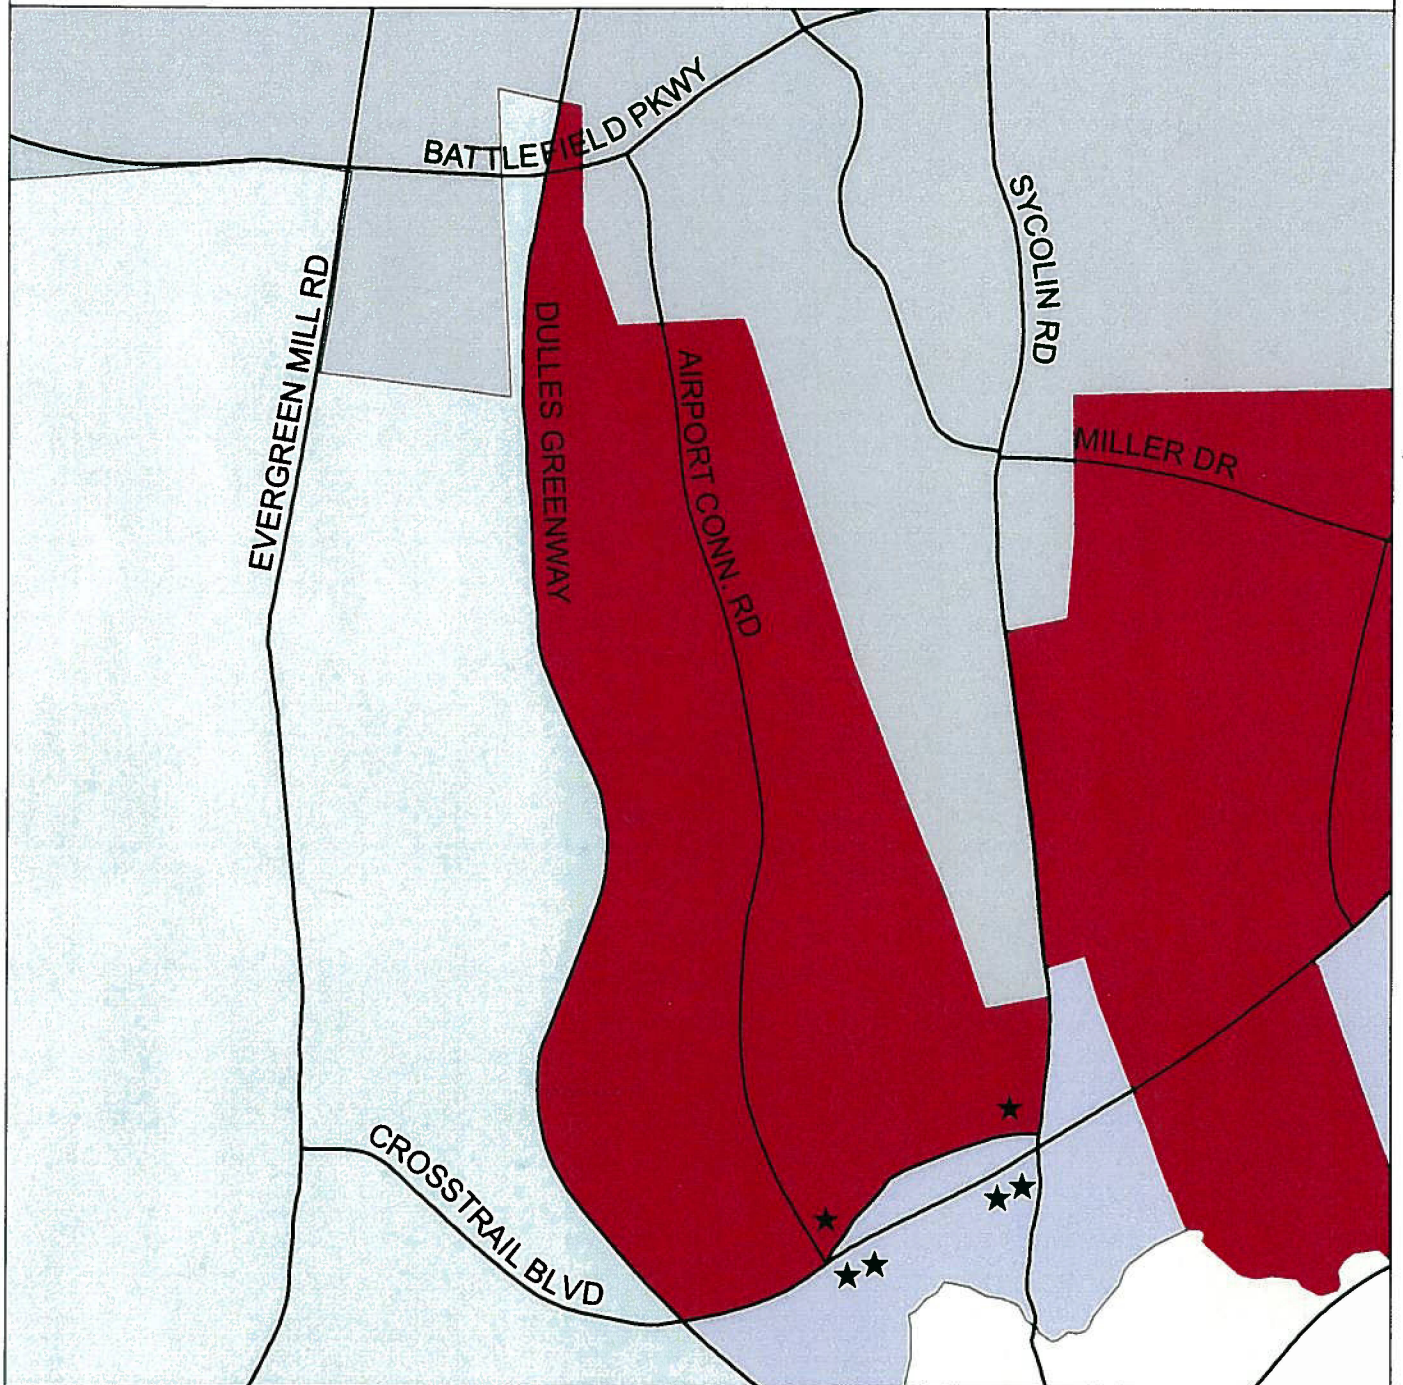 BATTLEFIELD PKWY
SYCOLIN RD
EVERGREEN MILL RD
DULLES GREENWAY
AIRPORT CONN. RD
MILLER DR
CROSSTRAIL BLVD